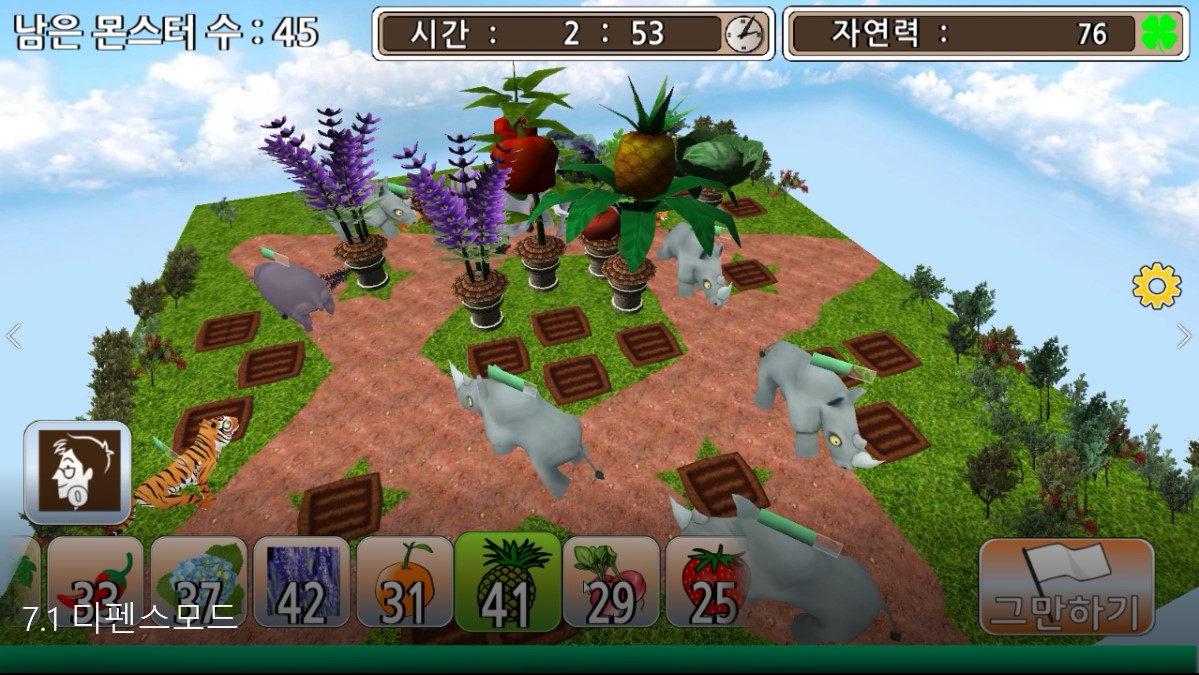 남은 몬스터 수 : 45
시간 : 2 : 53
자연력 : 76
33 37 42 31 41 29 25
그만하기
7.1 디펜스모드